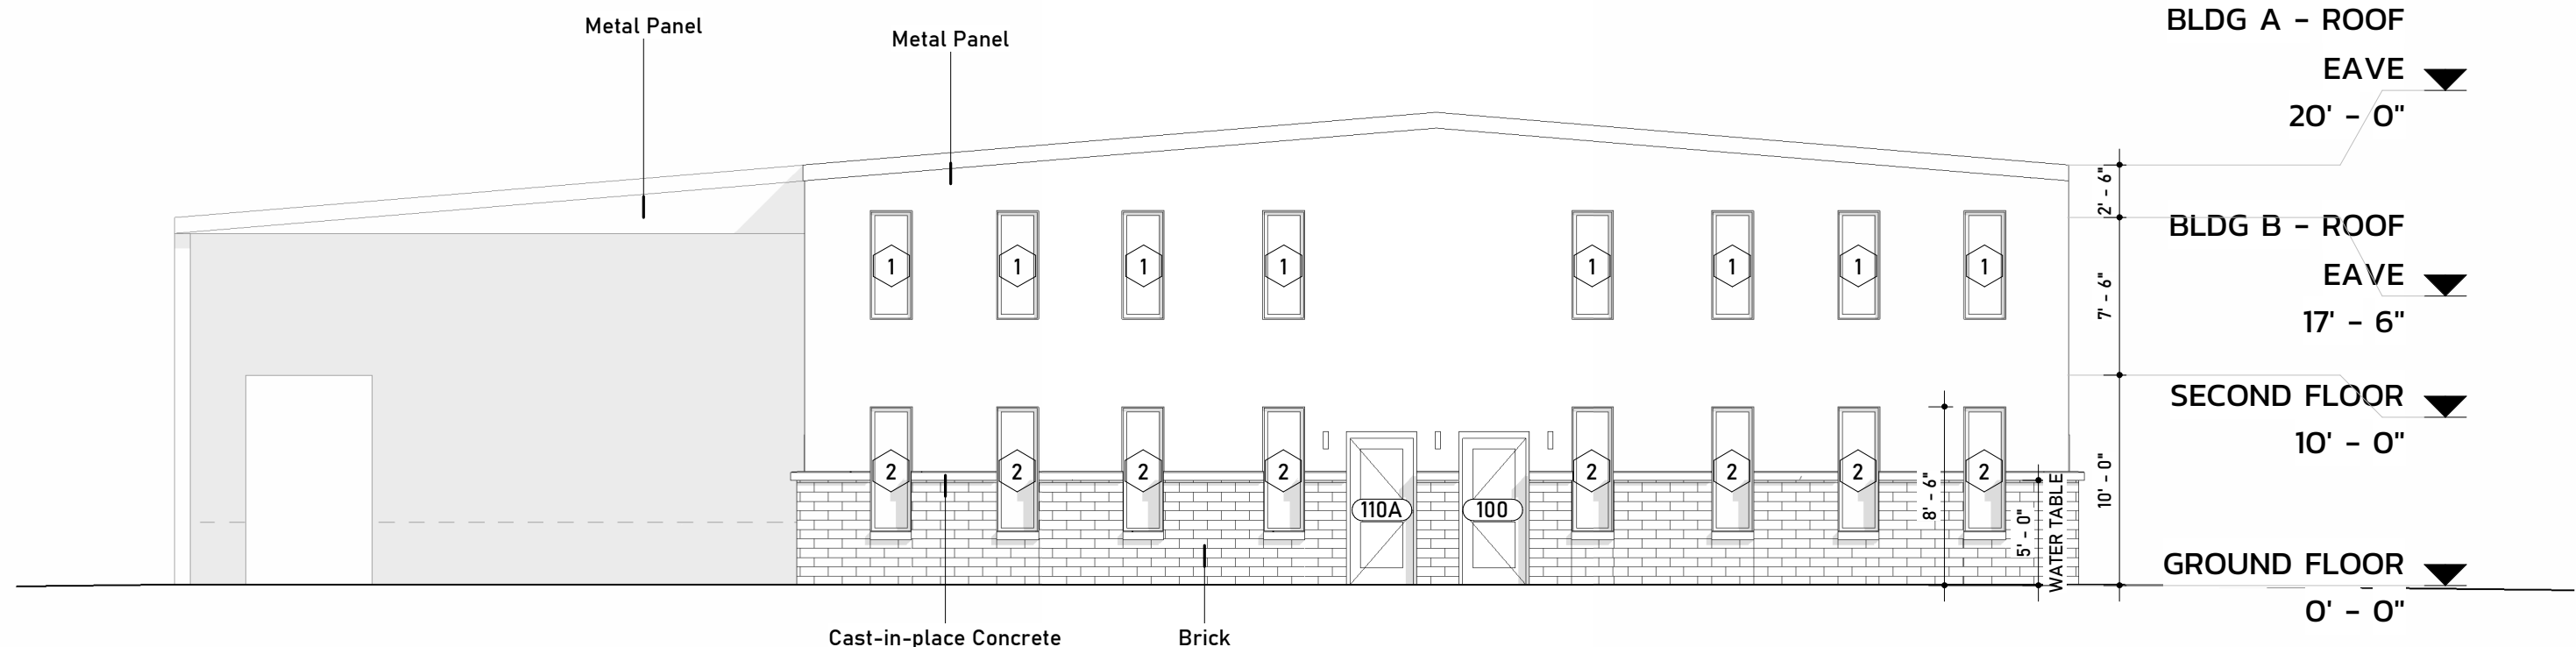 Metal Panel
Metal Panel
BLDG A - ROOF
EAVE
20' - 0"
2' - 6"
BLDG B - ROOF
EAVE
17' - 6"
7' - 6"
1
1
1
1
1
1
1
1
SECOND FLOOR
10' - 0"
2
2
2
2
2
2
2
2
110A
100
8' - 6"
5' - 0"
WATER TABLE
10' - 0"
GROUND FLOOR
0' - 0"
Cast-in-place Concrete
Brick